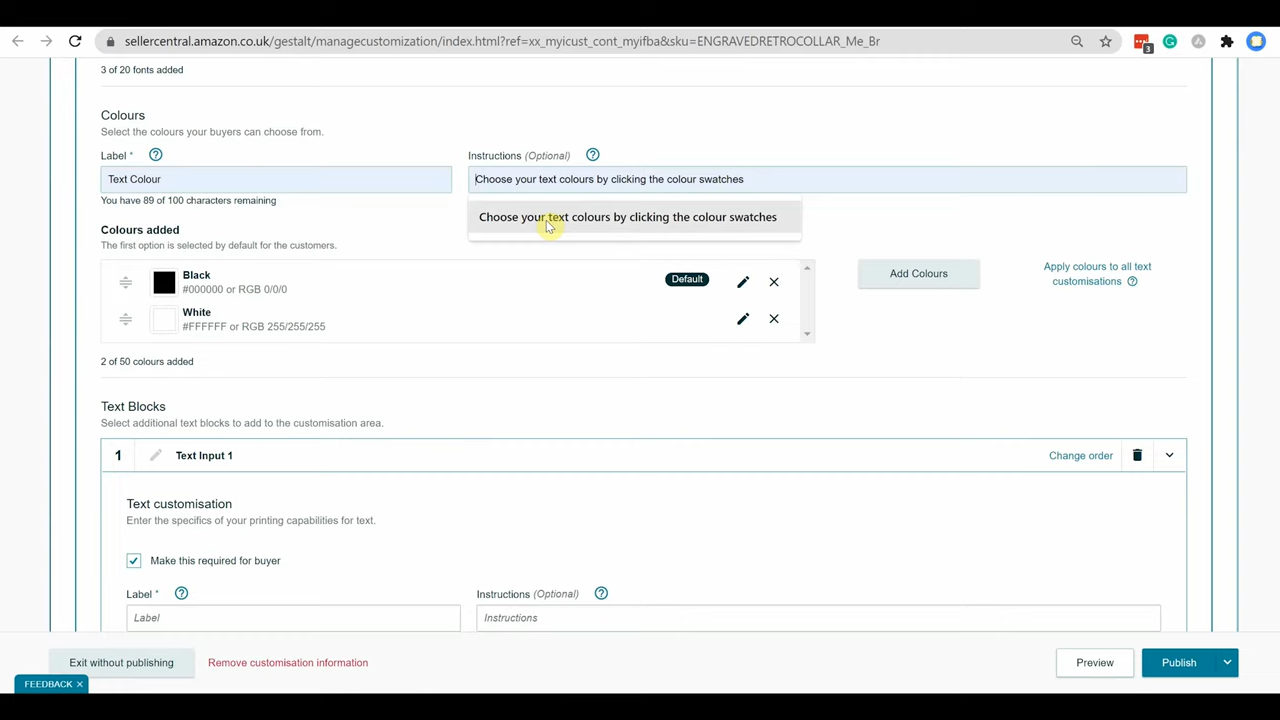 sellercentral.amazon.co.uk/gestalt/managecustomization/index.html?ref=xx_myicust_cont_myifba&sku=ENGRAVEDRETROCOLLAR_Me_Br
3
3 of 20 fonts added
Colours
Select the colours your buyers can choose from.
Label *
Instructions (Optional)
Text Colour
Choose your text colours by clicking the colour swatches
You have 89 of 100 characters remaining
Choose your text colours by clicking the colour swatches
Colours added
The first option is selected by default for the customers.
Black
#000000 or RGB 0/0/0
Default
Add Colours
Apply colours to all text
customisations
White
#FFFFFF or RGB 255/255/255
2 of 50 colours added
Text Blocks
Select additional text blocks to add to the customisation area.
1 Text Input 1 Change order
Text customisation
Enter the specifics of your printing capabilities for text.
Make this required for buyer
Label *
Instructions (Optional)
Label
Instructions
Exit without publishing
Remove customisation information
Preview
Publish
FEEDBACK